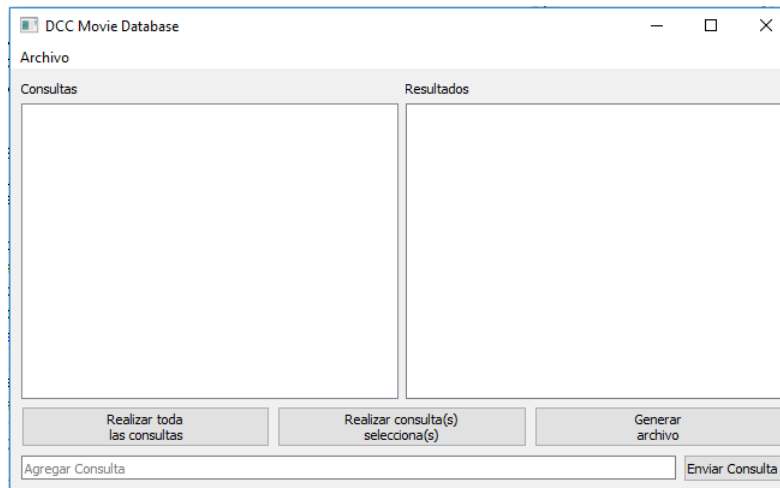 DCC Movie Database
Archivo
Consultas
Resultados
Realizar toda
las consultas
Realizar consulta(s)
selecciona(s)
Generar
archivo
Agregar Consulta
Enviar Consulta